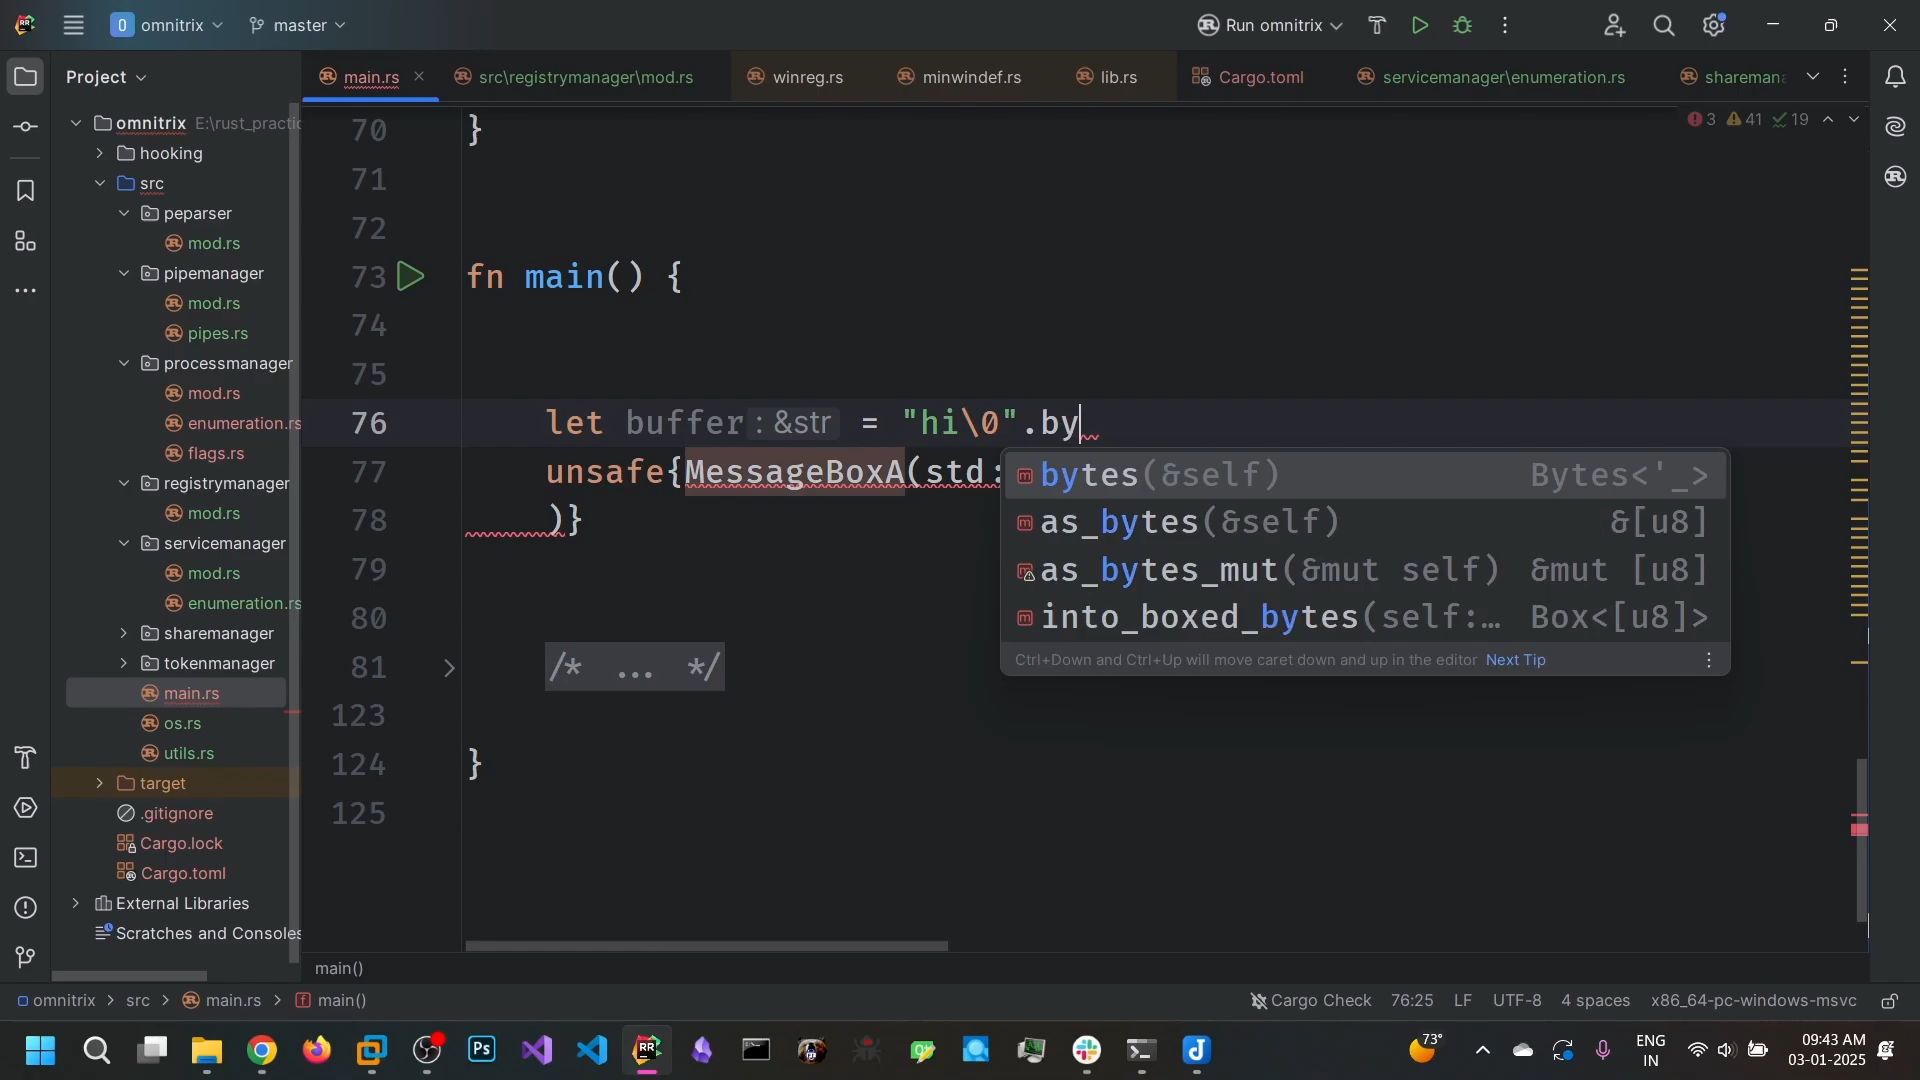 omnitrix
master
Run omnitrix
Project
main.rs
src\registrymanager\mod.rs
winreg.rs
minwindef.rs
lib.rs
Cargo.toml
servicemanager\enumeration.rs
sharemana
omnitrix E:\rust_practic
hooking
src
peparser
mod.rs
pipemanager
mod.rs
pipes.rs
processmanager
mod.rs
enumeration.rs
flags.rs
registrymanager
mod.rs
servicemanager
mod.rs
enumeration.rs
sharemanager
tokenmanager
main.rs
os.rs
utils.rs
target
.gitignore
Cargo.lock
Cargo.toml
External Libraries
Scratches and Consoles
3 41 19
70 }
71
72
73 fn main() {
74
75
76 let buffer: &str = "hi\0".by
77 unsafe{MessageBoxA(std:
78 )}
79
80
81 /* ... */
123
124 }
125
bytes(&self) Bytes<'_>
as_bytes(&self) &[u8]
as_bytes_mut(&mut self) &mut [u8]
into_boxed_bytes(self:… Box<[u8]>
Ctrl+Down and Ctrl+Up will move caret down and up in the editor Next Tip
main()
omnitrix > src > main.rs > main()
Cargo Check 76:25 LF UTF-8 4 spaces x86_64-pc-windows-msvc
73°
ENG
IN
09:43 AM
03-01-2025